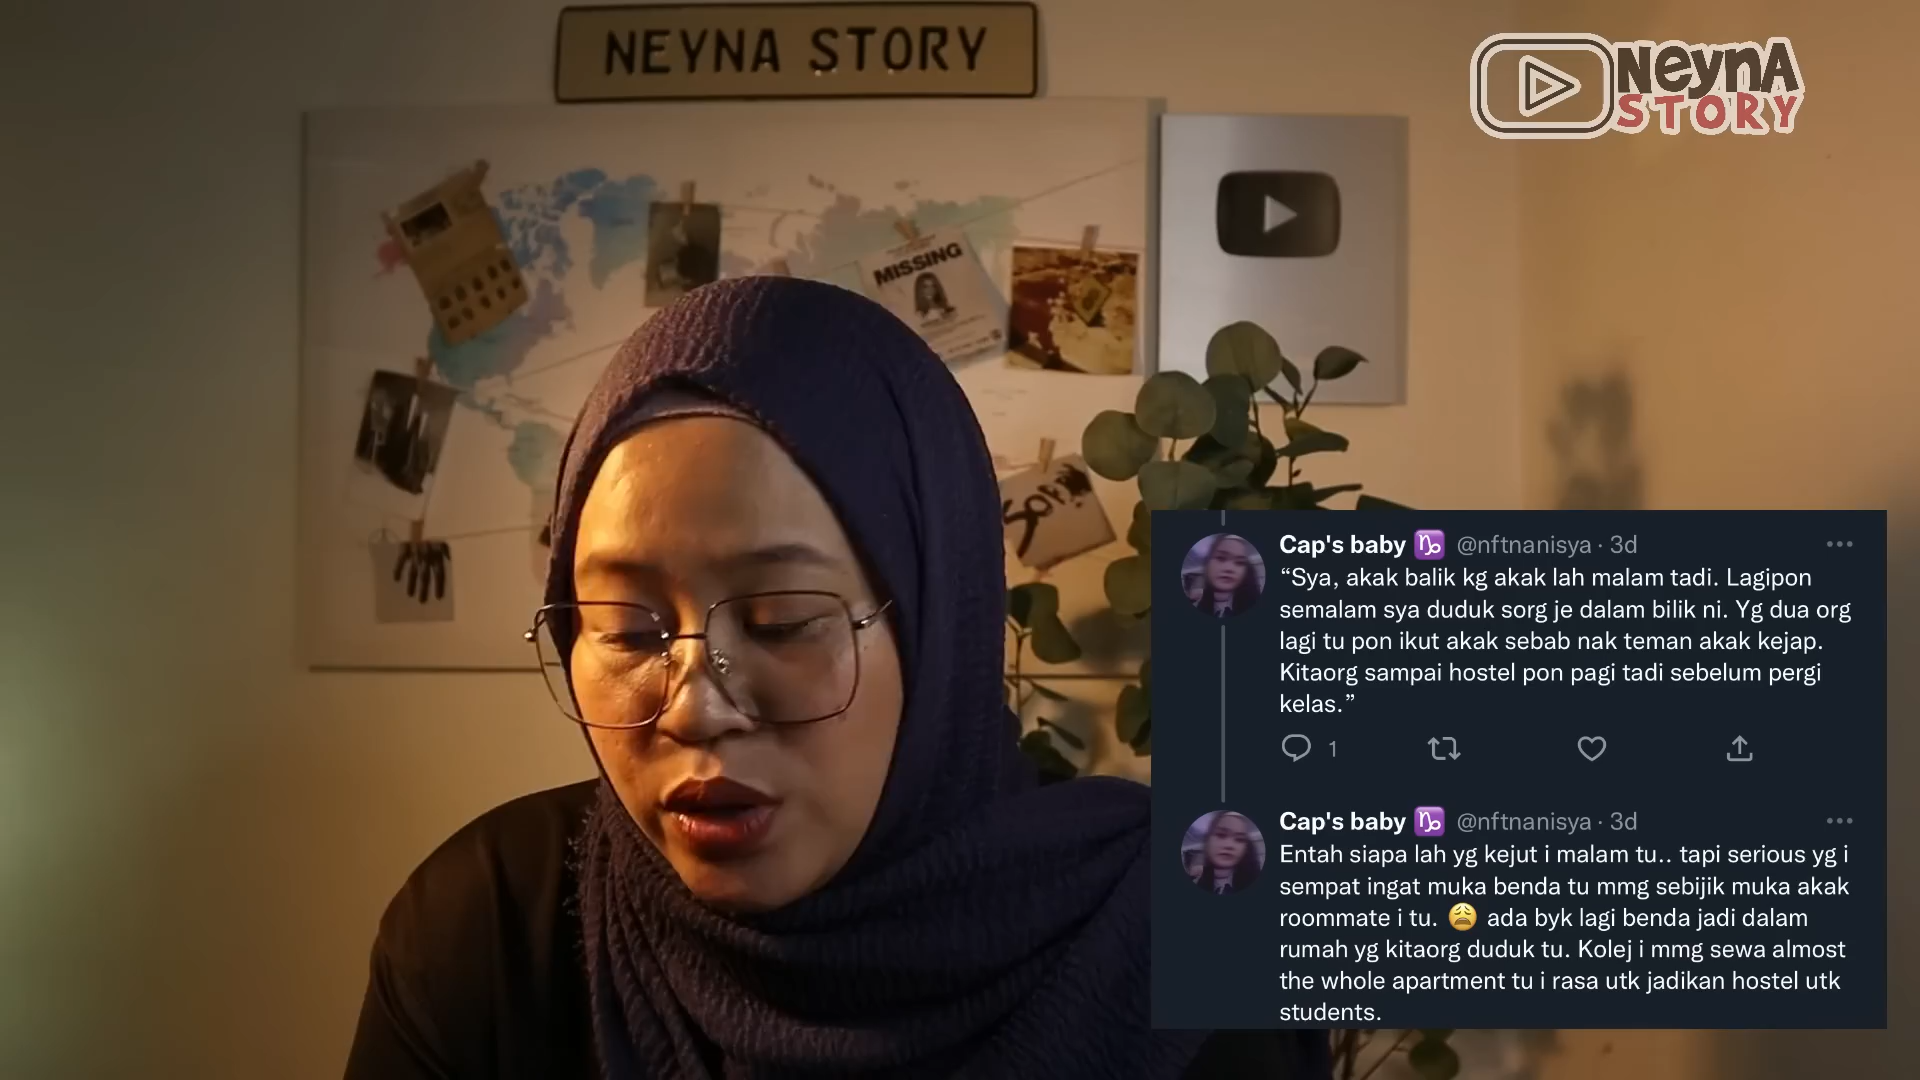 NEYNA STORY
NeynA
STORY
MISSING
Cap's baby ♑ @nftnanisya · 3d
“Sya, akak balik kg akak lah malam tadi. Lagipon
semalam sya duduk sorg je dalam bilik ni. Yg dua org
lagi tu pon ikut akak sebab nak teman akak kejap.
Kitaorg sampai hostel pon pagi tadi sebelum pergi
kelas.”
1
Cap's baby ♑ @nftnanisya · 3d
Entah siapa lah yg kejut i malam tu.. tapi serious yg i
sempat ingat muka benda tu mmg sebijik muka akak
roommate i tu. 😩 ada byk lagi benda jadi dalam
rumah yg kitaorg duduk tu. Kolej i mmg sewa almost
the whole apartment tu i rasa utk jadikan hostel utk
students.